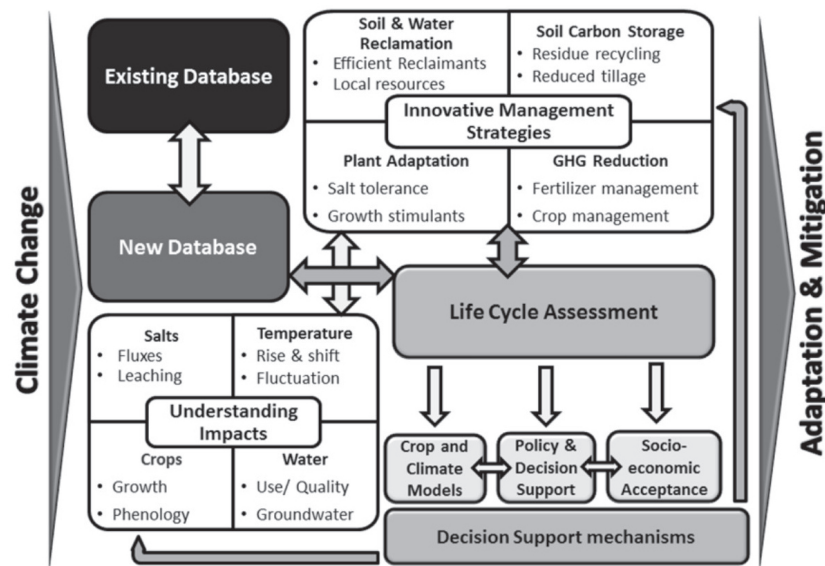 Climate Change
Existing Database
New Database
Soil & Water
Reclamation
• Efficient Reclaimants
• Local resources
Soil Carbon Storage
• Residue recycling
• Reduced tillage
Innovative Management
Strategies
Plant Adaptation
• Salt tolerance
• Growth stimulants
GHG Reduction
• Fertilizer management
• Crop management
Life Cycle Assessment
Salts
• Fluxes
• Leaching
Temperature
• Rise & shift
• Fluctuation
Understanding
Impacts
Crops
• Growth
• Phenology
Water
• Use/ Quality
• Groundwater
Crop and
Climate
Models
Policy &
Decision
Support
Socio-
economic
Acceptance
Decision Support mechanisms
Adaptation & Mitigation